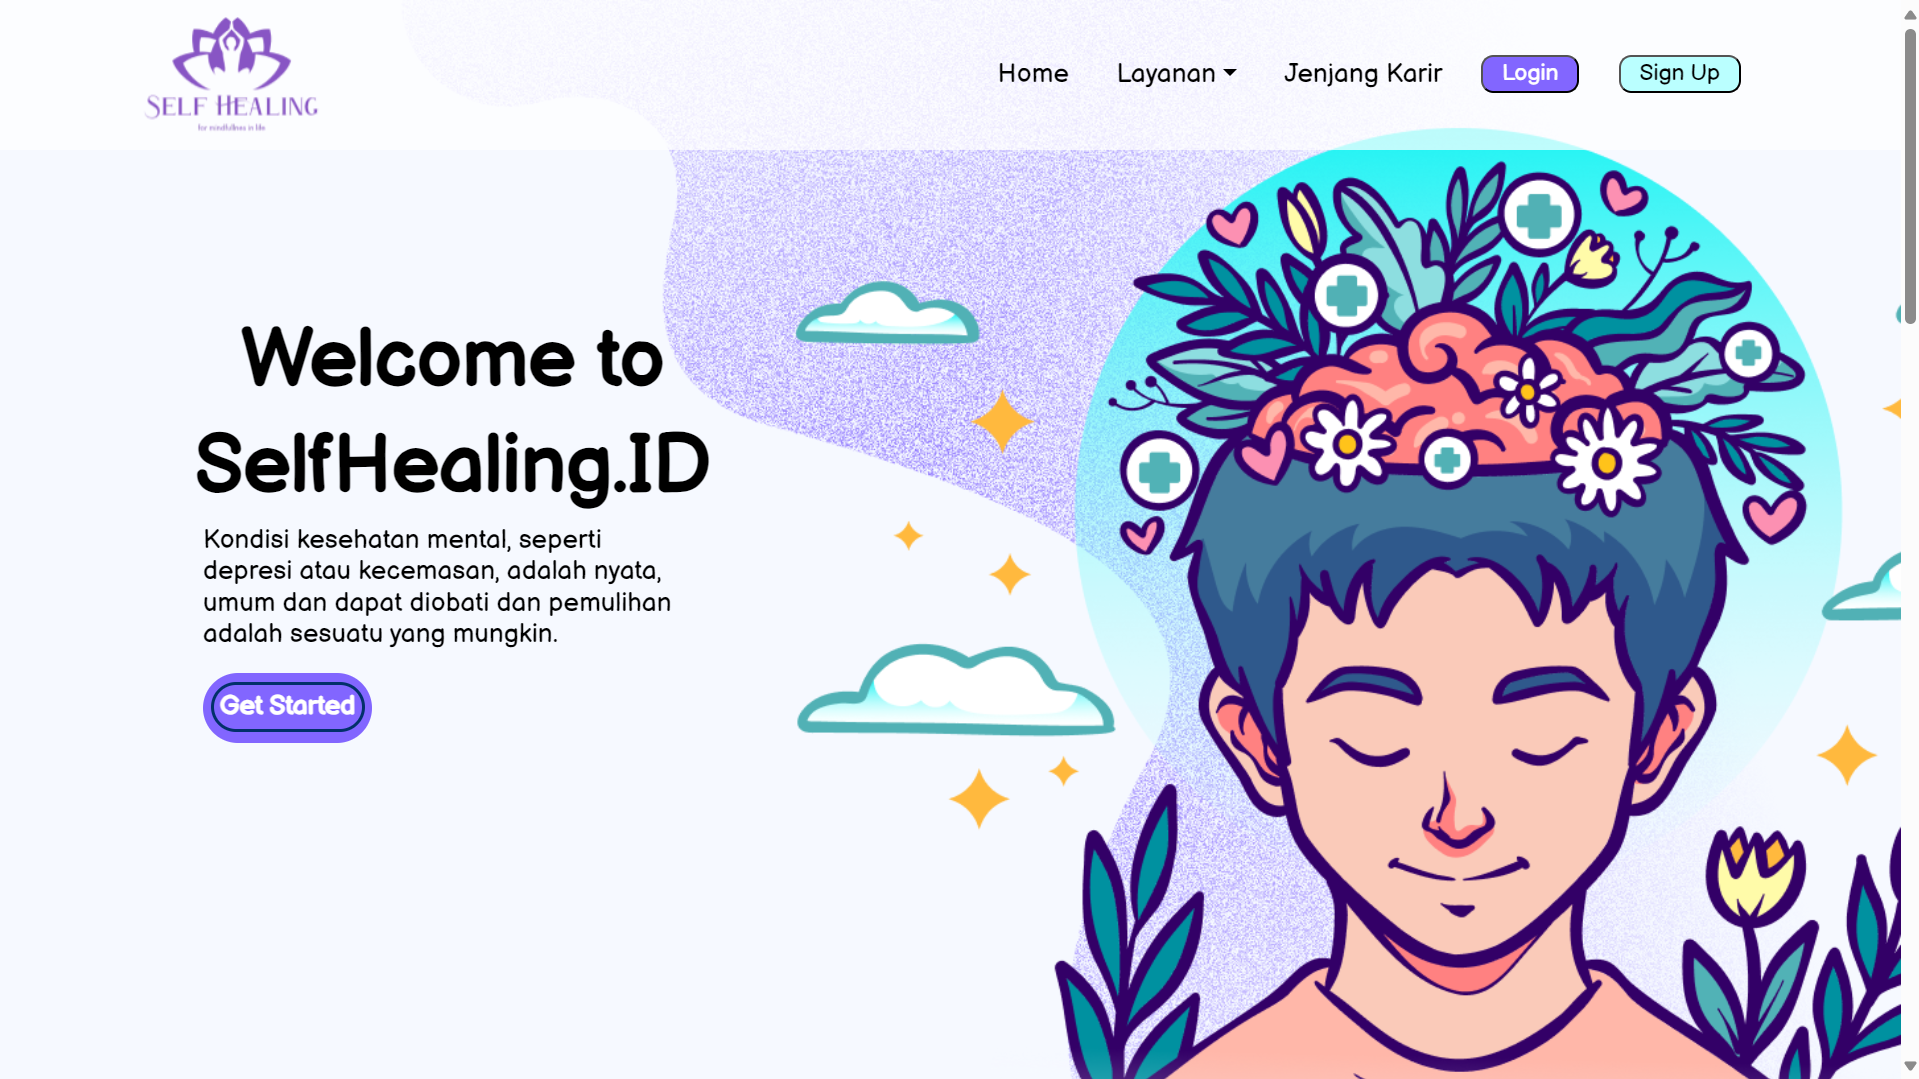 SELF HEALING
for mindfullness in life
Home
Layanan
Jenjang Karir
Login
Sign Up
Welcome to
SelfHealing.ID
Kondisi kesehatan mental, seperti
depresi atau kecemasan, adalah nyata,
umum dan dapat diobati dan pemulihan
adalah sesuatu yang mungkin.
Get Started